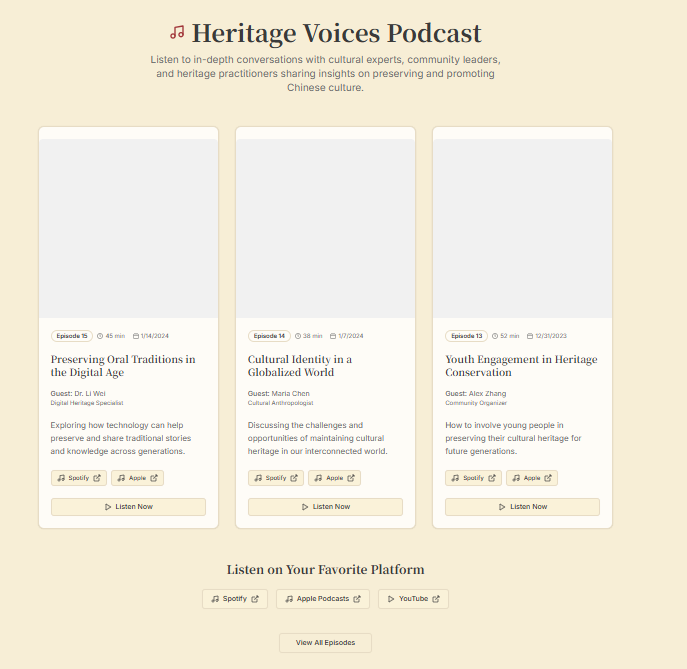 Heritage Voices Podcast
Listen to in-depth conversations with cultural experts, community leaders,
and heritage practitioners sharing insights on preserving and promoting
Chinese culture.
Episode 15 45 min 1/14/2024
Preserving Oral Traditions in
the Digital Age
Guest: Dr. Li Wei
Digital Heritage Specialist
Exploring how technology can help
preserve and share traditional stories
and knowledge across generations.
Spotify Apple
Listen Now
Episode 14 38 min 1/7/2024
Cultural Identity in a
Globalized World
Guest: Maria Chen
Cultural Anthropologist
Discussing the challenges and
opportunities of maintaining cultural
heritage in our interconnected world.
Spotify Apple
Listen Now
Episode 13 52 min 12/31/2023
Youth Engagement in Heritage
Conservation
Guest: Alex Zhang
Community Organizer
How to involve young people in
preserving their cultural heritage for
future generations.
Spotify Apple
Listen Now
Listen on Your Favorite Platform
Spotify Apple Podcasts YouTube
View All Episodes